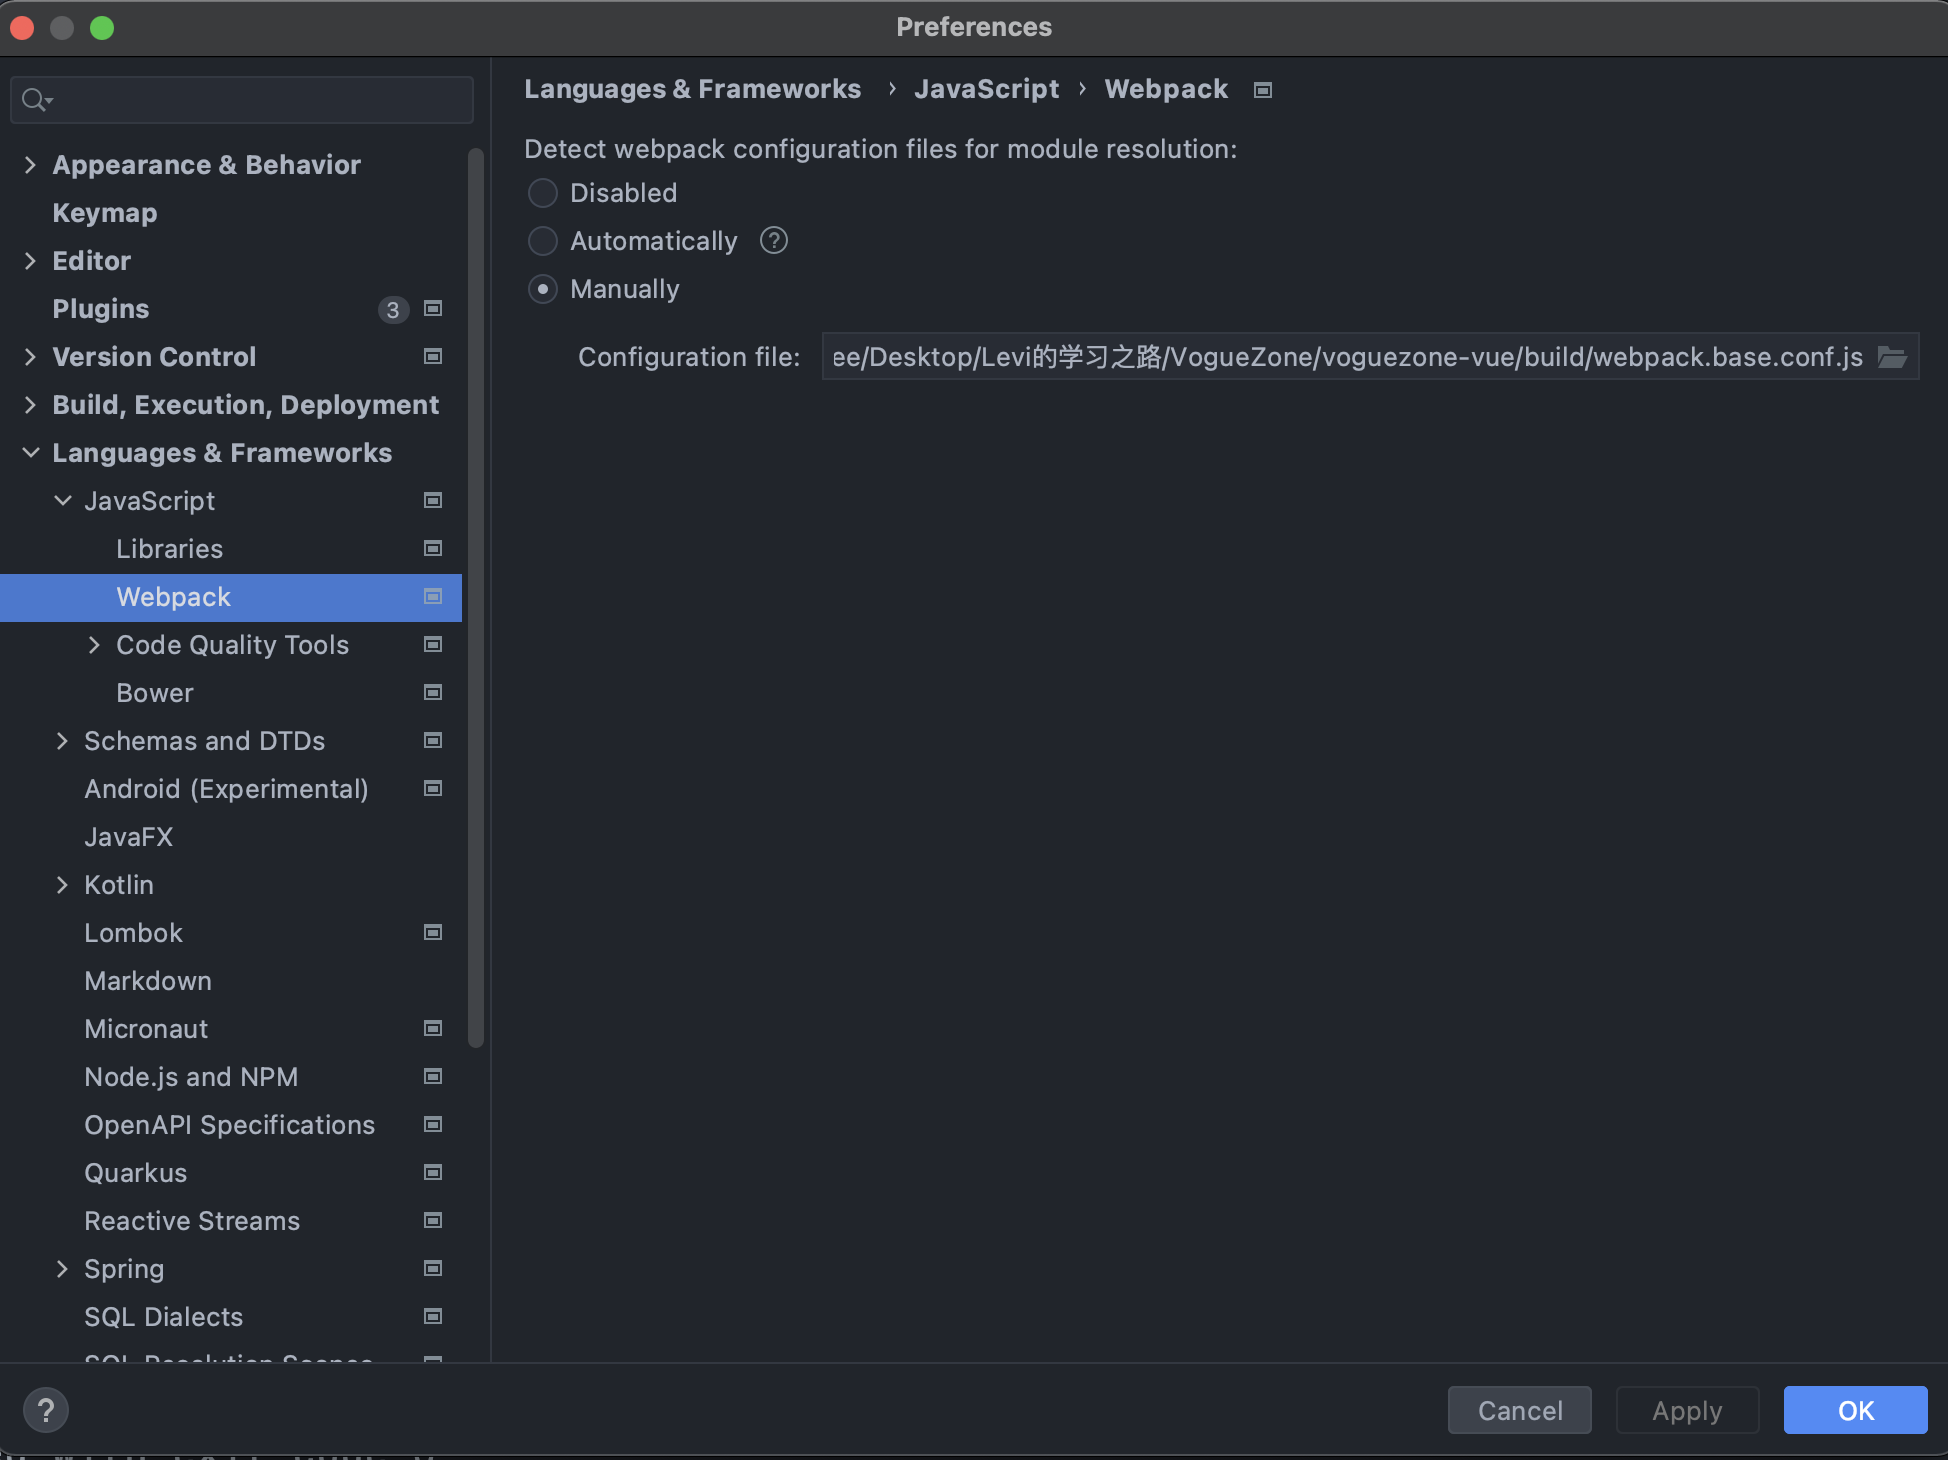 Preferences
Languages & Frameworks › JavaScript › Webpack
Detect webpack configuration files for module resolution:
Disabled
Automatically ?
Manually
Configuration file: ee/Desktop/Levi的学习之路/VogueZone/voguezone-vue/build/webpack.base.conf.js
Appearance & Behavior
Keymap
Editor
Plugins 3
Version Control
Build, Execution, Deployment
Languages & Frameworks
JavaScript
Libraries
Webpack
Code Quality Tools
Bower
Schemas and DTDs
Android (Experimental)
JavaFX
Kotlin
Lombok
Markdown
Micronaut
Node.js and NPM
OpenAPI Specifications
Quarkus
Reactive Streams
Spring
SQL Dialects
SQL Resolution Scopes
?
Cancel Apply OK